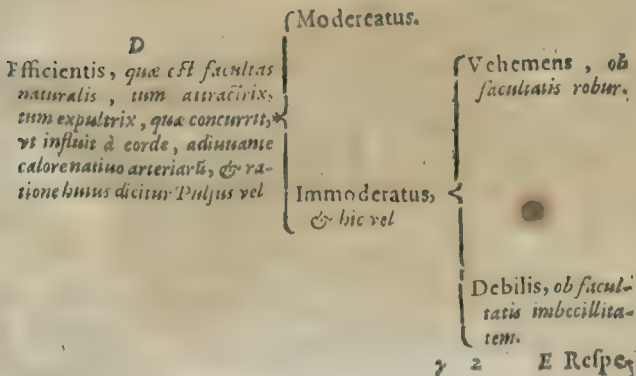 Modereatus.
D
Efficientis, quæ eſt facultas
naturalis, tum attractrix,
tum expultrix, quæ concurrit,
vt influit à corde, adiuuante
calore natiuo arteriarũ, & ra-
tione huius dicitur Pulſus vel
Vehemens, ob
facultatis robur.
Immoderatus,
& hic vel
Debilis, ob facul-
tatis imbecillita-
tem.
γ 2 E Reſpe-